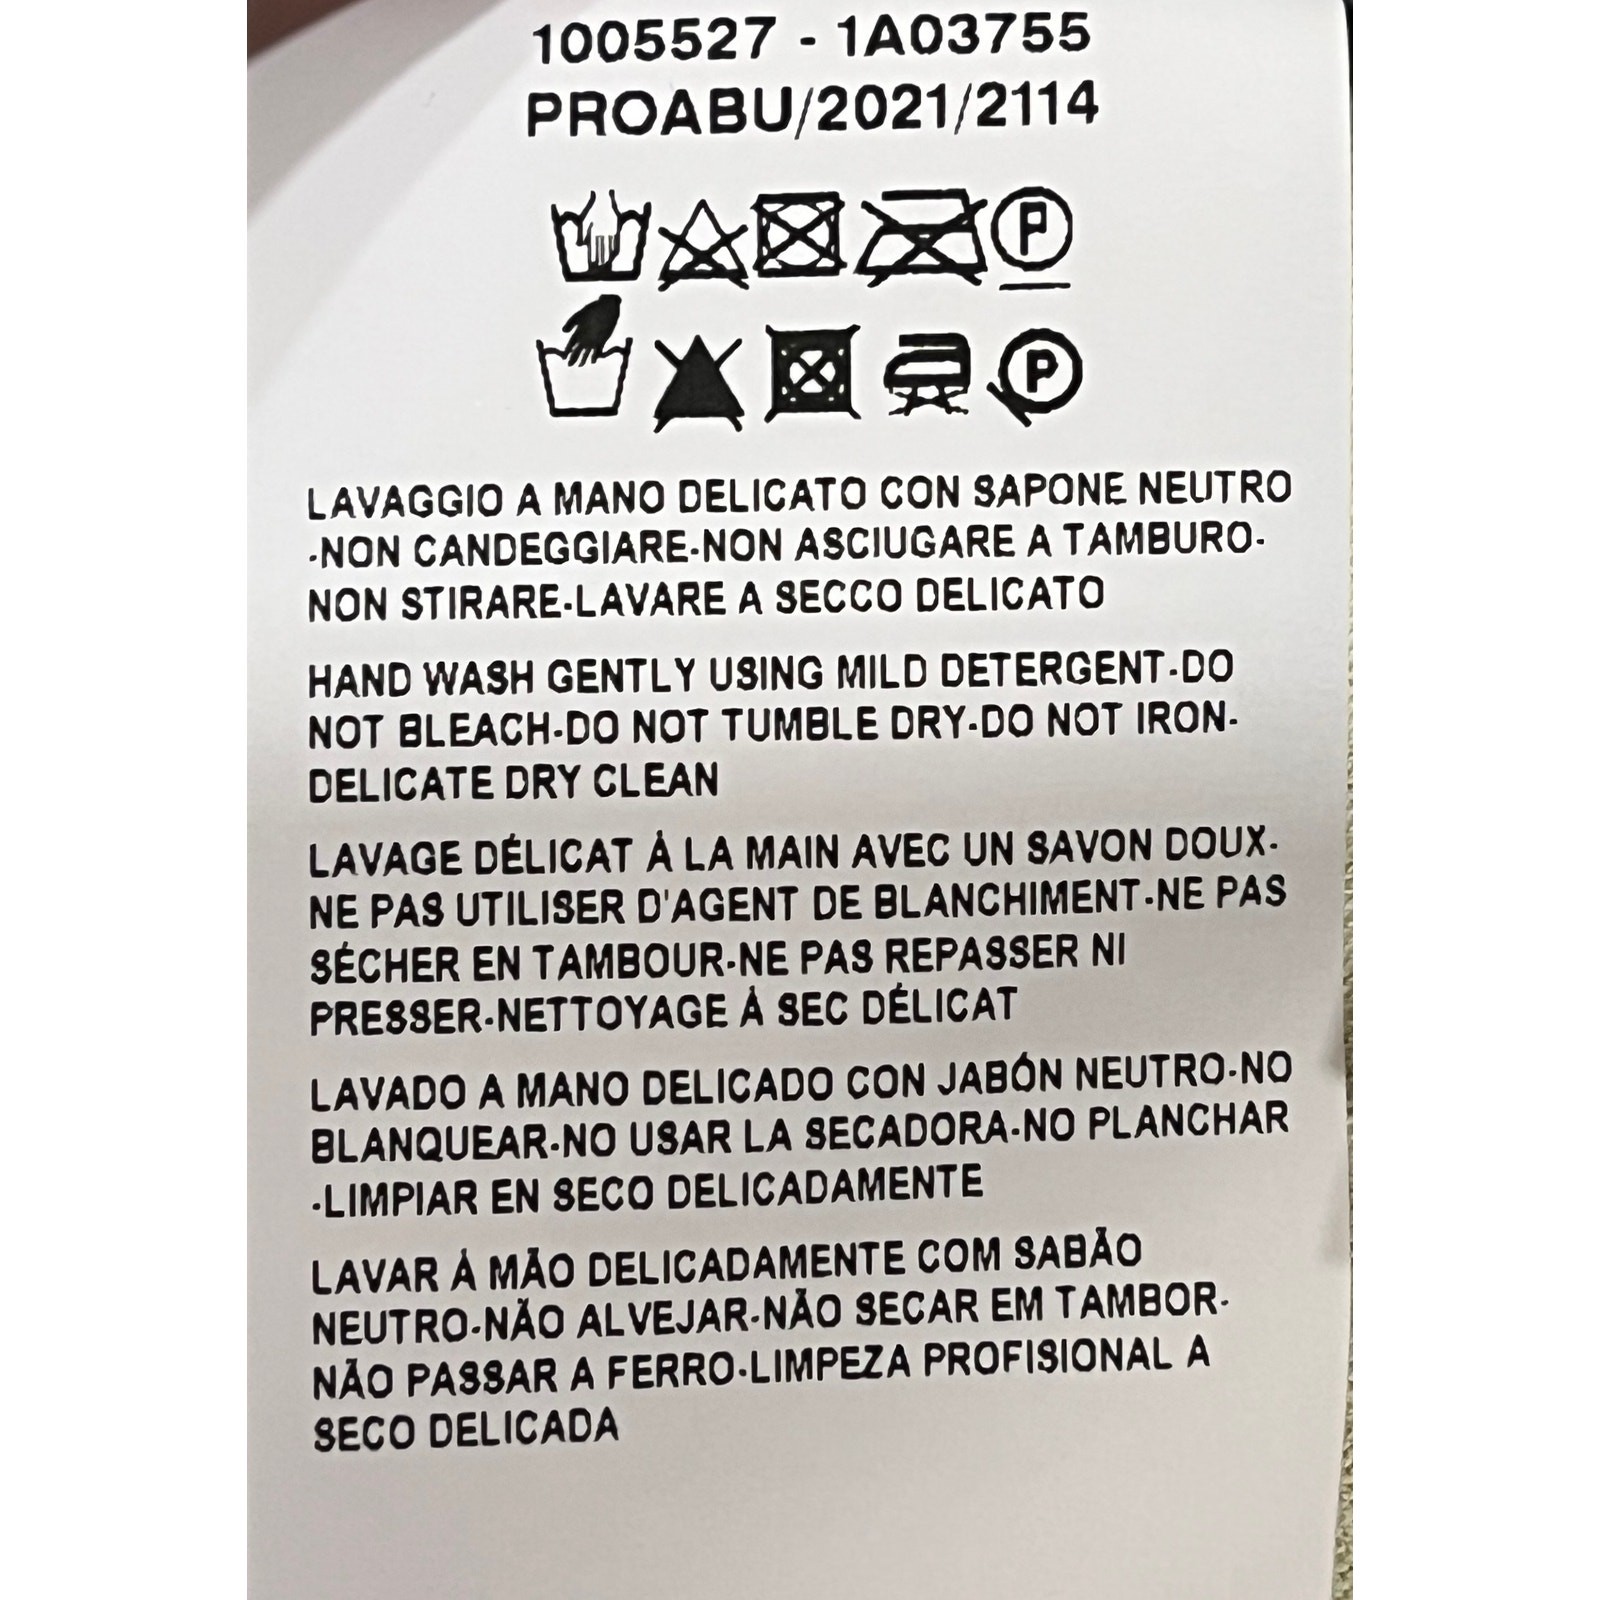 1005527 - 1A03755
PROABU/2021/2114
P
P
LAVAGGIO A MANO DELICATO CON SAPONE NEUTRO
-NON CANDEGGIARE-NON ASCIUGARE A TAMBURO-
NON STIRARE-LAVARE A SECCO DELICATO
HAND WASH GENTLY USING MILD DETERGENT-DO
NOT BLEACH-DO NOT TUMBLE DRY-DO NOT IRON-
DELICATE DRY CLEAN
LAVAGE DÉLICAT À LA MAIN AVEC UN SAVON DOUX-
NE PAS UTILISER D'AGENT DE BLANCHIMENT-NE PAS
SÉCHER EN TAMBOUR-NE PAS REPASSER NI
PRESSER-NETTOYAGE À SEC DÉLICAT
LAVADO A MANO DELICADO CON JABÓN NEUTRO-NO
BLANQUEAR-NO USAR LA SECADORA-NO PLANCHAR
-LIMPIAR EN SECO DELICADAMENTE
LAVAR À MÃO DELICADAMENTE COM SABÃO
NEUTRO-NÃO ALVEJAR-NÃO SECAR EM TAMBOR-
NÃO PASSAR A FERRO-LIMPEZA PROFISIONAL A
SECO DELICADA